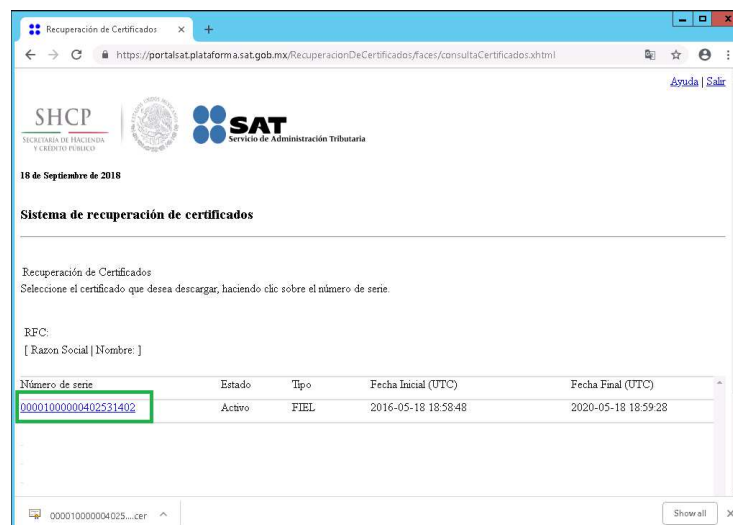 Recuperación de Certificados
https://portalsat.plataforma.sat.gob.mx/RecuperacionDeCertificados/faces/consultaCertificados.xhtml
Ayuda | Salir
SHCP
SECRETARÍA DE HACIENDA
Y CRÉDITO PÚBLICO
SAT
Servicio de Administración Tributaria
18 de Septiembre de 2018
Sistema de recuperación de certificados
Recuperación de Certificados
Seleccione el certificado que desea descargar, haciendo clic sobre el número de serie.
RFC:
[ Razon Social | Nombre: ]
Número de serie Estado Tipo Fecha Inicial (UTC) Fecha Final (UTC)
00001000000402531402 Activo FIEL 2016-05-18 18:58:48 2020-05-18 18:59:28
000010000004025....cer
Show all